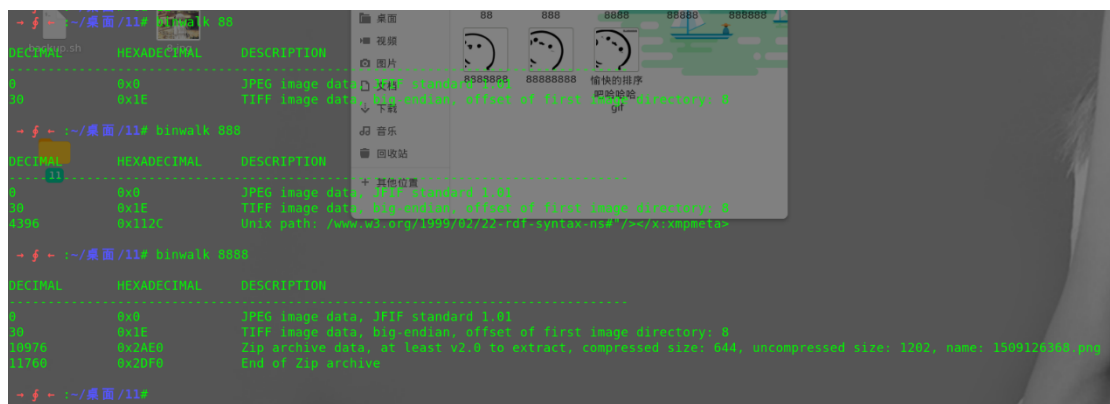 → ∮ ← :~/桌面/11# binwalk 88
桌面
88 888 8888 88888 888888
backup.sh
视频
DECIMAL HEXADECIMAL DESCRIPTION
图片
--------------------------------------------------------------------------------
文档
8888888 88888888 愉快的排序
吧哈哈哈.
gif
0 0x0 JPEG image data, JFIF standard 1.01
30 0x1E TIFF image data, big-endian, offset of first image directory: 8
下载
→ ∮ ← :~/桌面/11# binwalk 888
音乐
回收站
DECIMAL HEXADECIMAL DESCRIPTION
--------------------------------------------------------------------------------
11
+ 其他位置
0 0x0 JPEG image data, JFIF standard 1.01
30 0x1E TIFF image data, big-endian, offset of first image directory: 8
4396 0x112C Unix path: /www.w3.org/1999/02/22-rdf-syntax-ns#"/></x:xmpmeta>
→ ∮ ← :~/桌面/11# binwalk 8888
DECIMAL HEXADECIMAL DESCRIPTION
--------------------------------------------------------------------------------
0 0x0 JPEG image data, JFIF standard 1.01
30 0x1E TIFF image data, big-endian, offset of first image directory: 8
10976 0x2AE0 Zip archive data, at least v2.0 to extract, compressed size: 644, uncompressed size: 1202, name: 1509126368.png
11760 0x2DF0 End of Zip archive
→ ∮ ← :~/桌面/11#